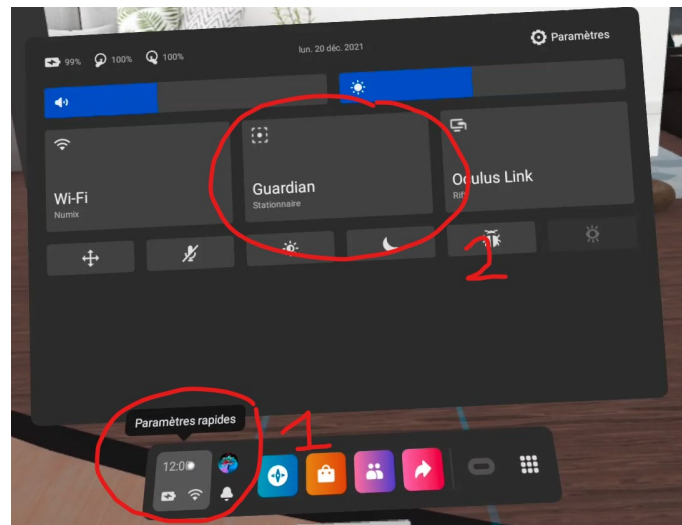 99% 100% 100%
lun. 20 déc. 2021
Paramètres
Wi-Fi
Numix
Guardian
Stationnaire
Oculus Link
2
Paramètres rapides
1